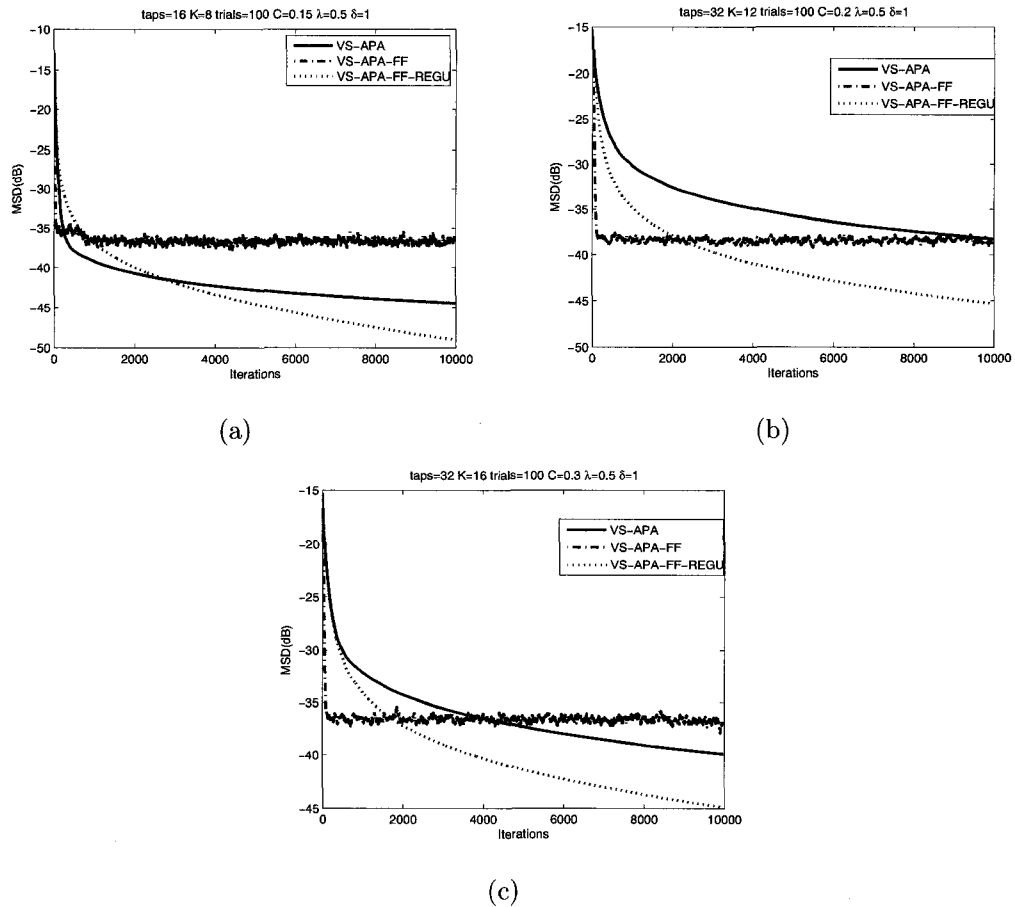 taps=16 K=8 trials=100 C=0.15 λ=0.5 δ=1
-10
-15
-20
-25
-30
-35
-40
-45
-50
MSD(dB)
VS-APA
VS-APA-FF
VS-APA-FF-REGU
0 2000 4000 6000 8000 10000
Iterations
(a)
taps=32 K=12 trials=100 C=0.2 λ=0.5 δ=1
-15
-20
-25
-30
-35
-40
-45
-50
MSD(dB)
VS-APA
VS-APA-FF
VS-APA-FF-REGU
0 2000 4000 6000 8000 10000
Iterations
(b)
taps=32 K=16 trials=100 C=0.3 λ=0.5 δ=1
-15
-20
-25
-30
-35
-40
-45
MSD(dB)
VS-APA
VS-APA-FF
VS-APA-FF-REGU
0 2000 4000 6000 8000 10000
Iterations
(c)